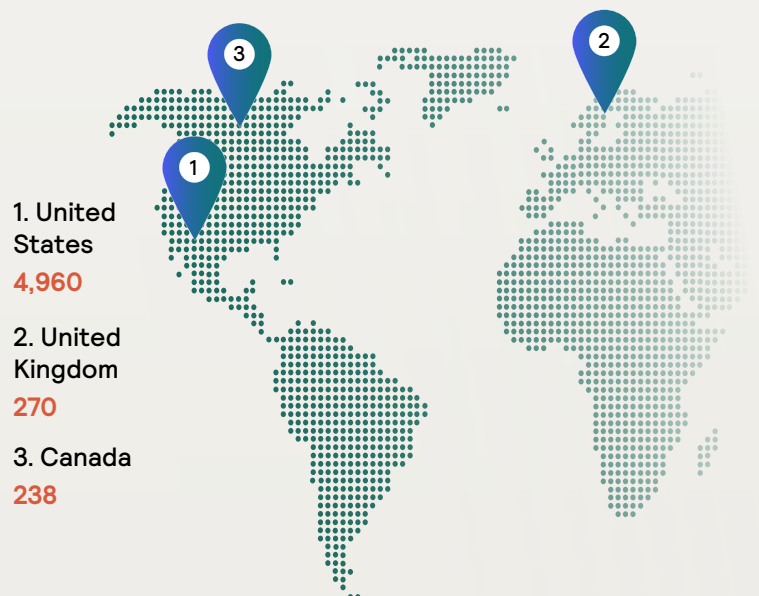 3
2
1
1. United
States
4,960
2. United
Kingdom
270
3. Canada
238